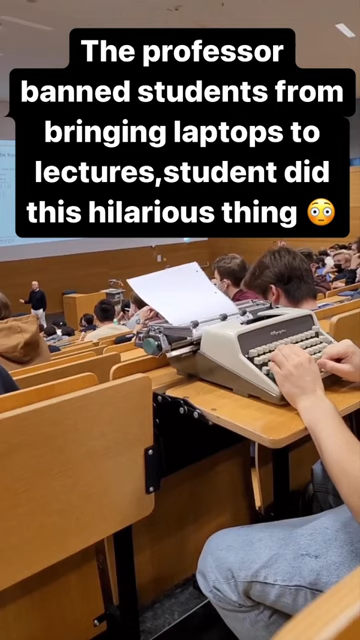 The professor
banned students from
bringing laptops to
lectures,student did
this hilarious thing 😳